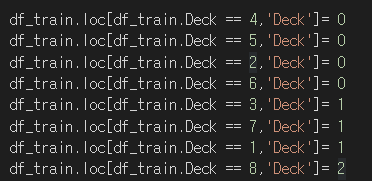 df_train.loc[df_train.Deck == 4,'Deck']= 0
df_train.loc[df_train.Deck == 5,'Deck']= 0
df_train.loc[df_train.Deck == 2,'Deck']= 0
df_train.loc[df_train.Deck == 6,'Deck']= 0
df_train.loc[df_train.Deck == 3,'Deck']= 1
df_train.loc[df_train.Deck == 7,'Deck']= 1
df_train.loc[df_train.Deck == 1,'Deck']= 1
df_train.loc[df_train.Deck == 8,'Deck']= 2